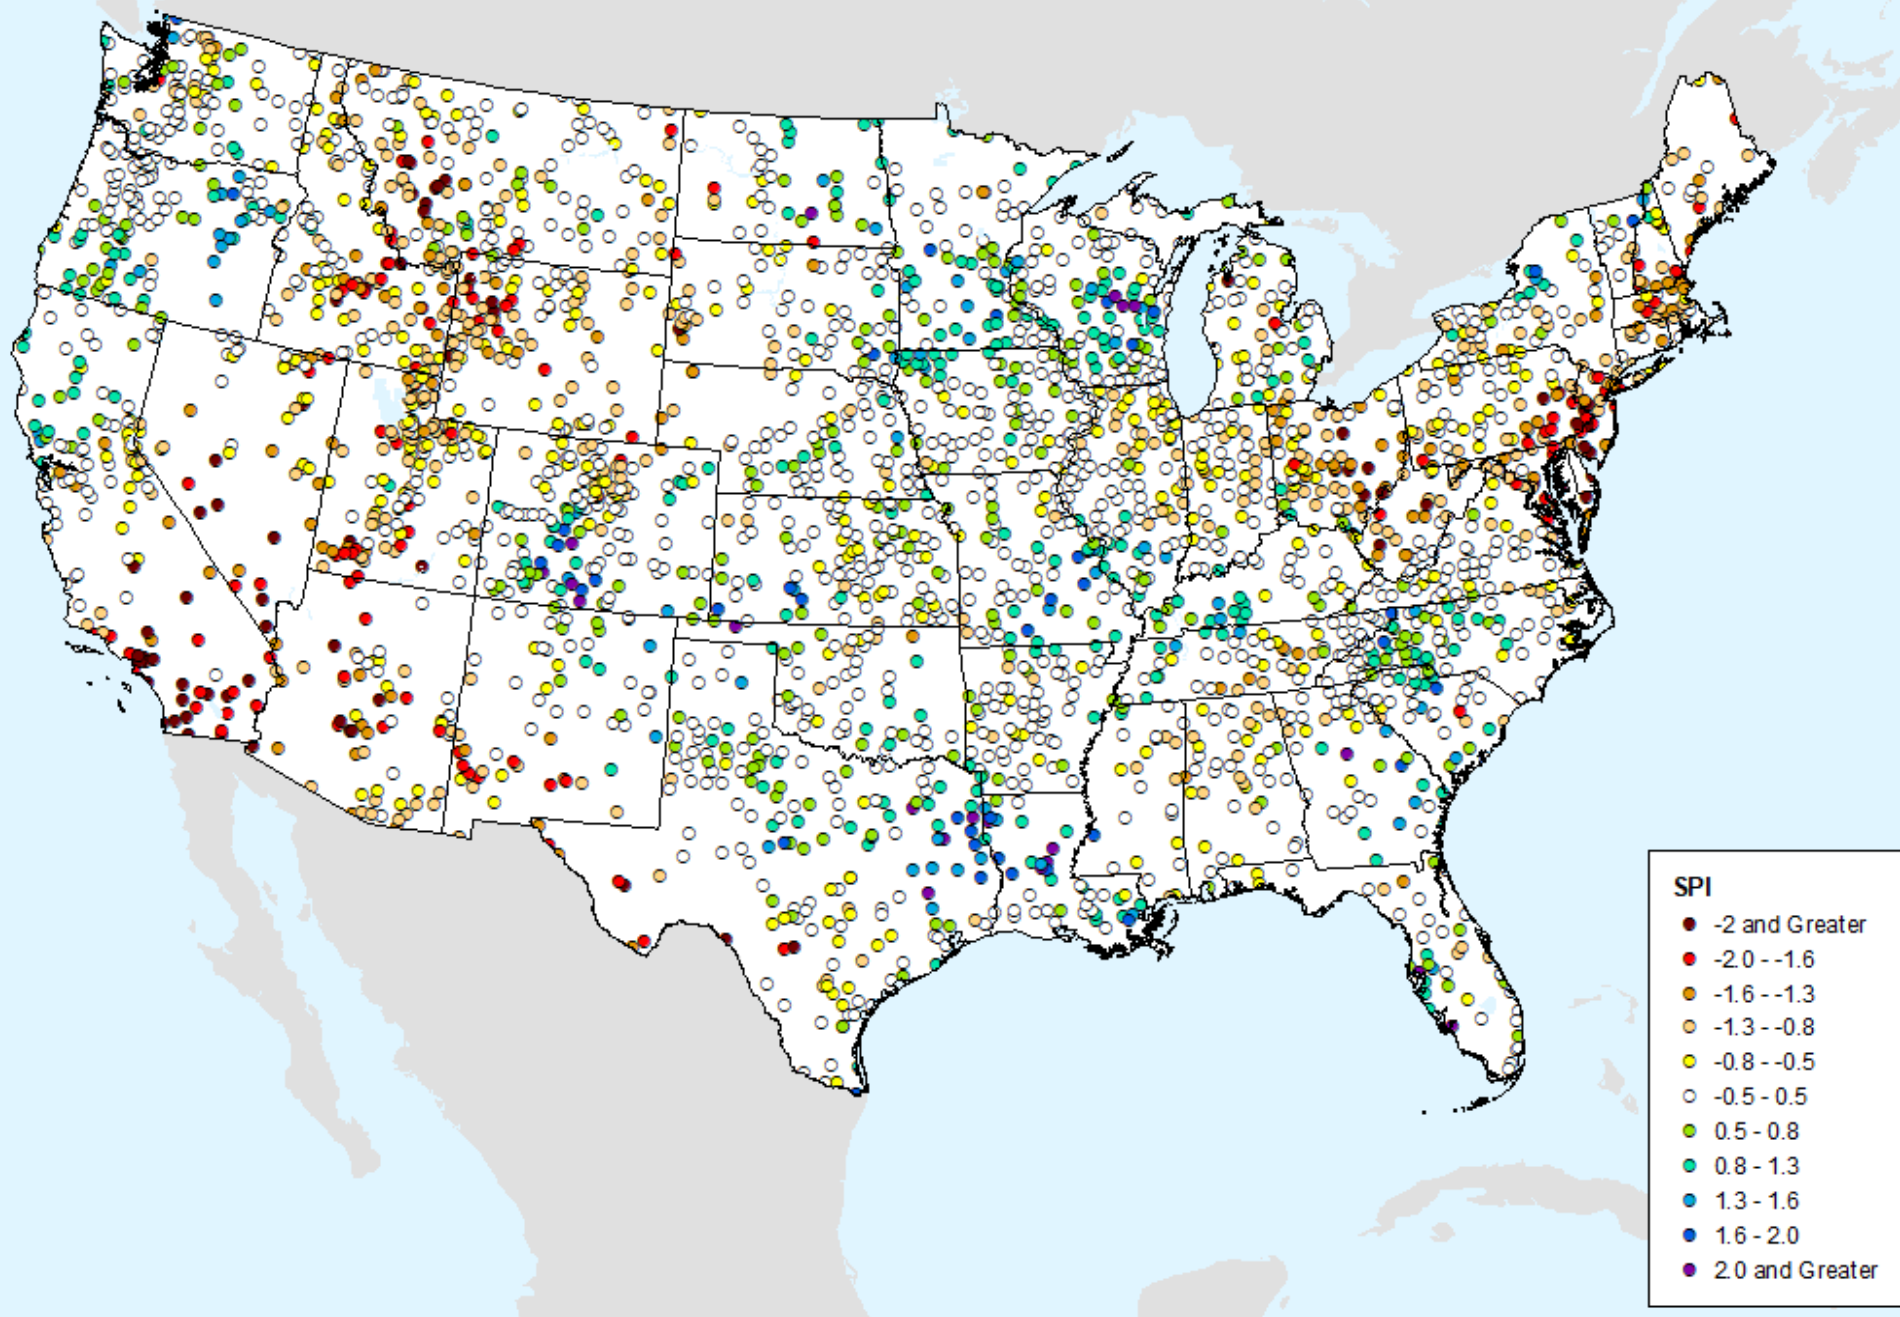 SPI
-2 and Greater
-2.0 - -1.6
-1.6 - -1.3
-1.3 - -0.8
-0.8 - -0.5
-0.5 - 0.5
0.5 - 0.8
0.8 - 1.3
1.3 - 1.6
1.6 - 2.0
2.0 and Greater